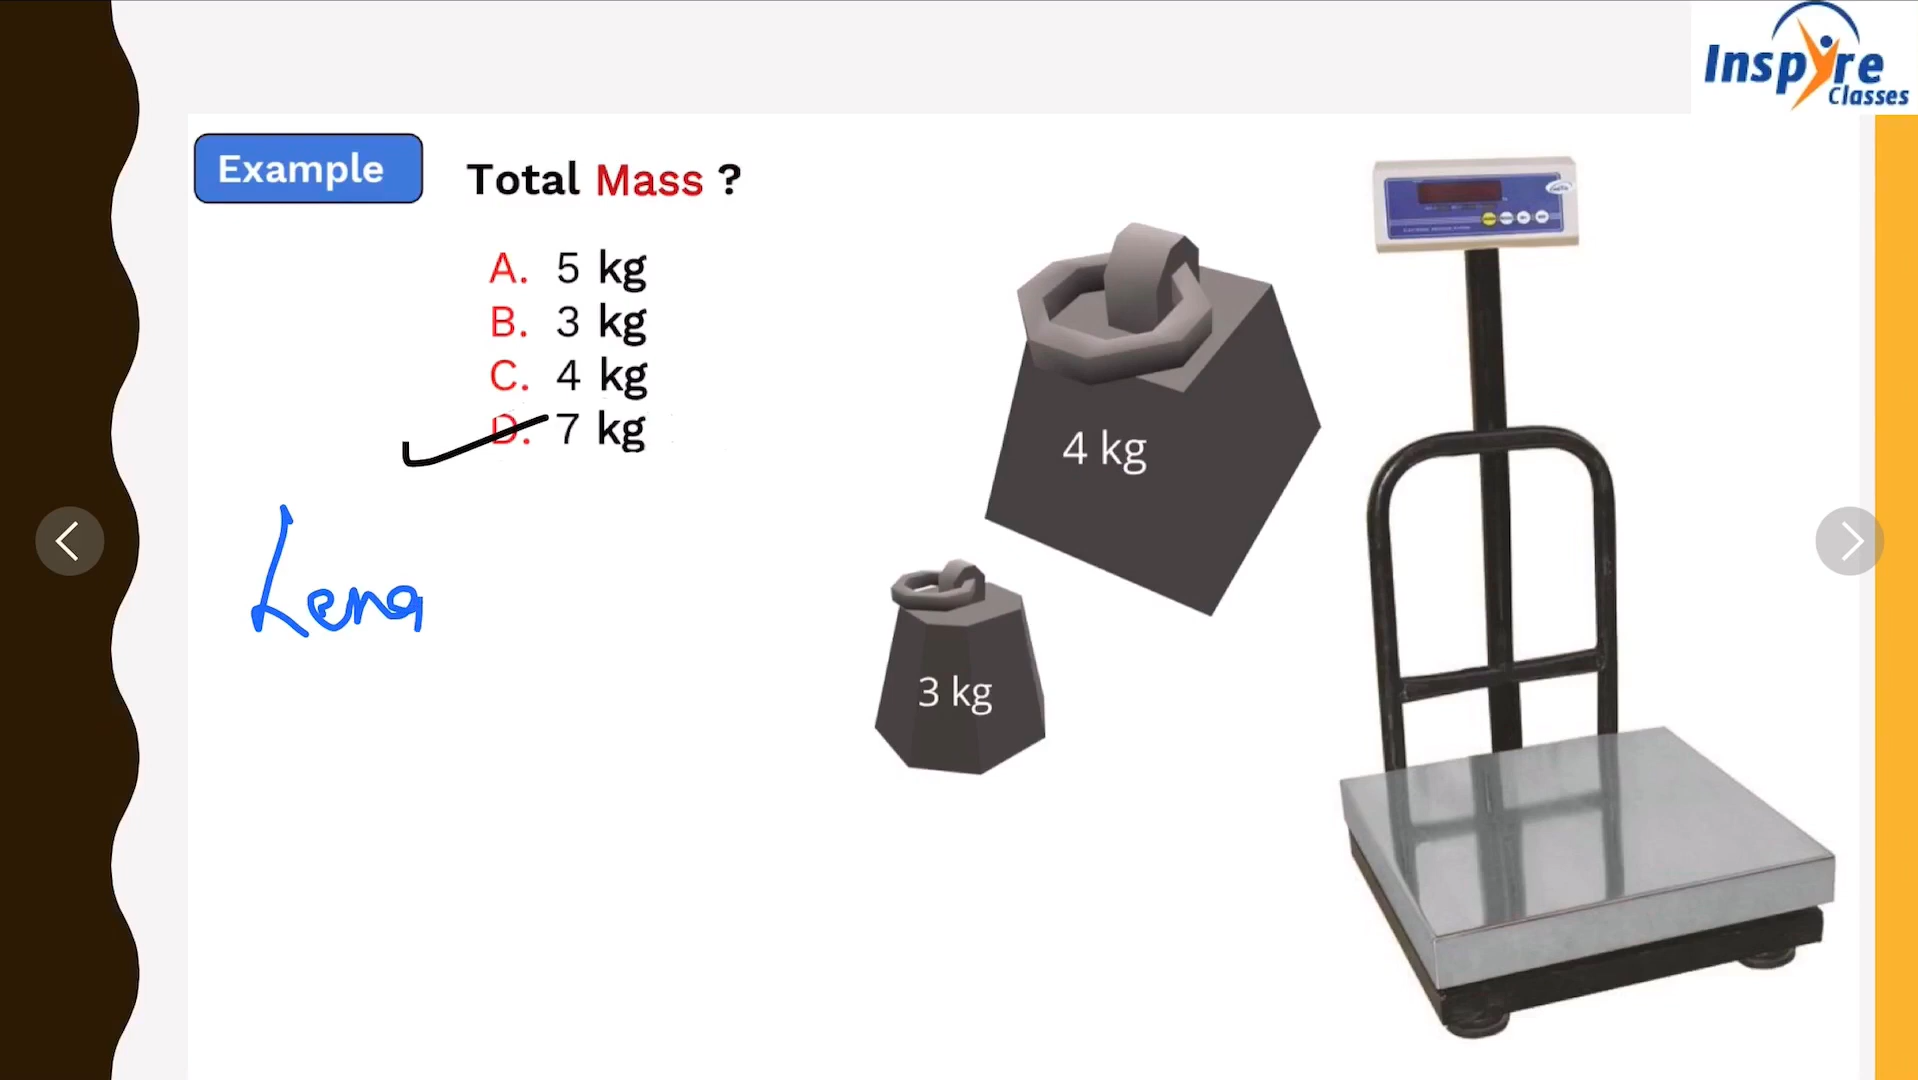 Inspyre
Classes
Example
Total Mass ?
A. 5 kg
B. 3 kg
C. 4 kg
D. 7 kg
Lena
4 kg
3 kg